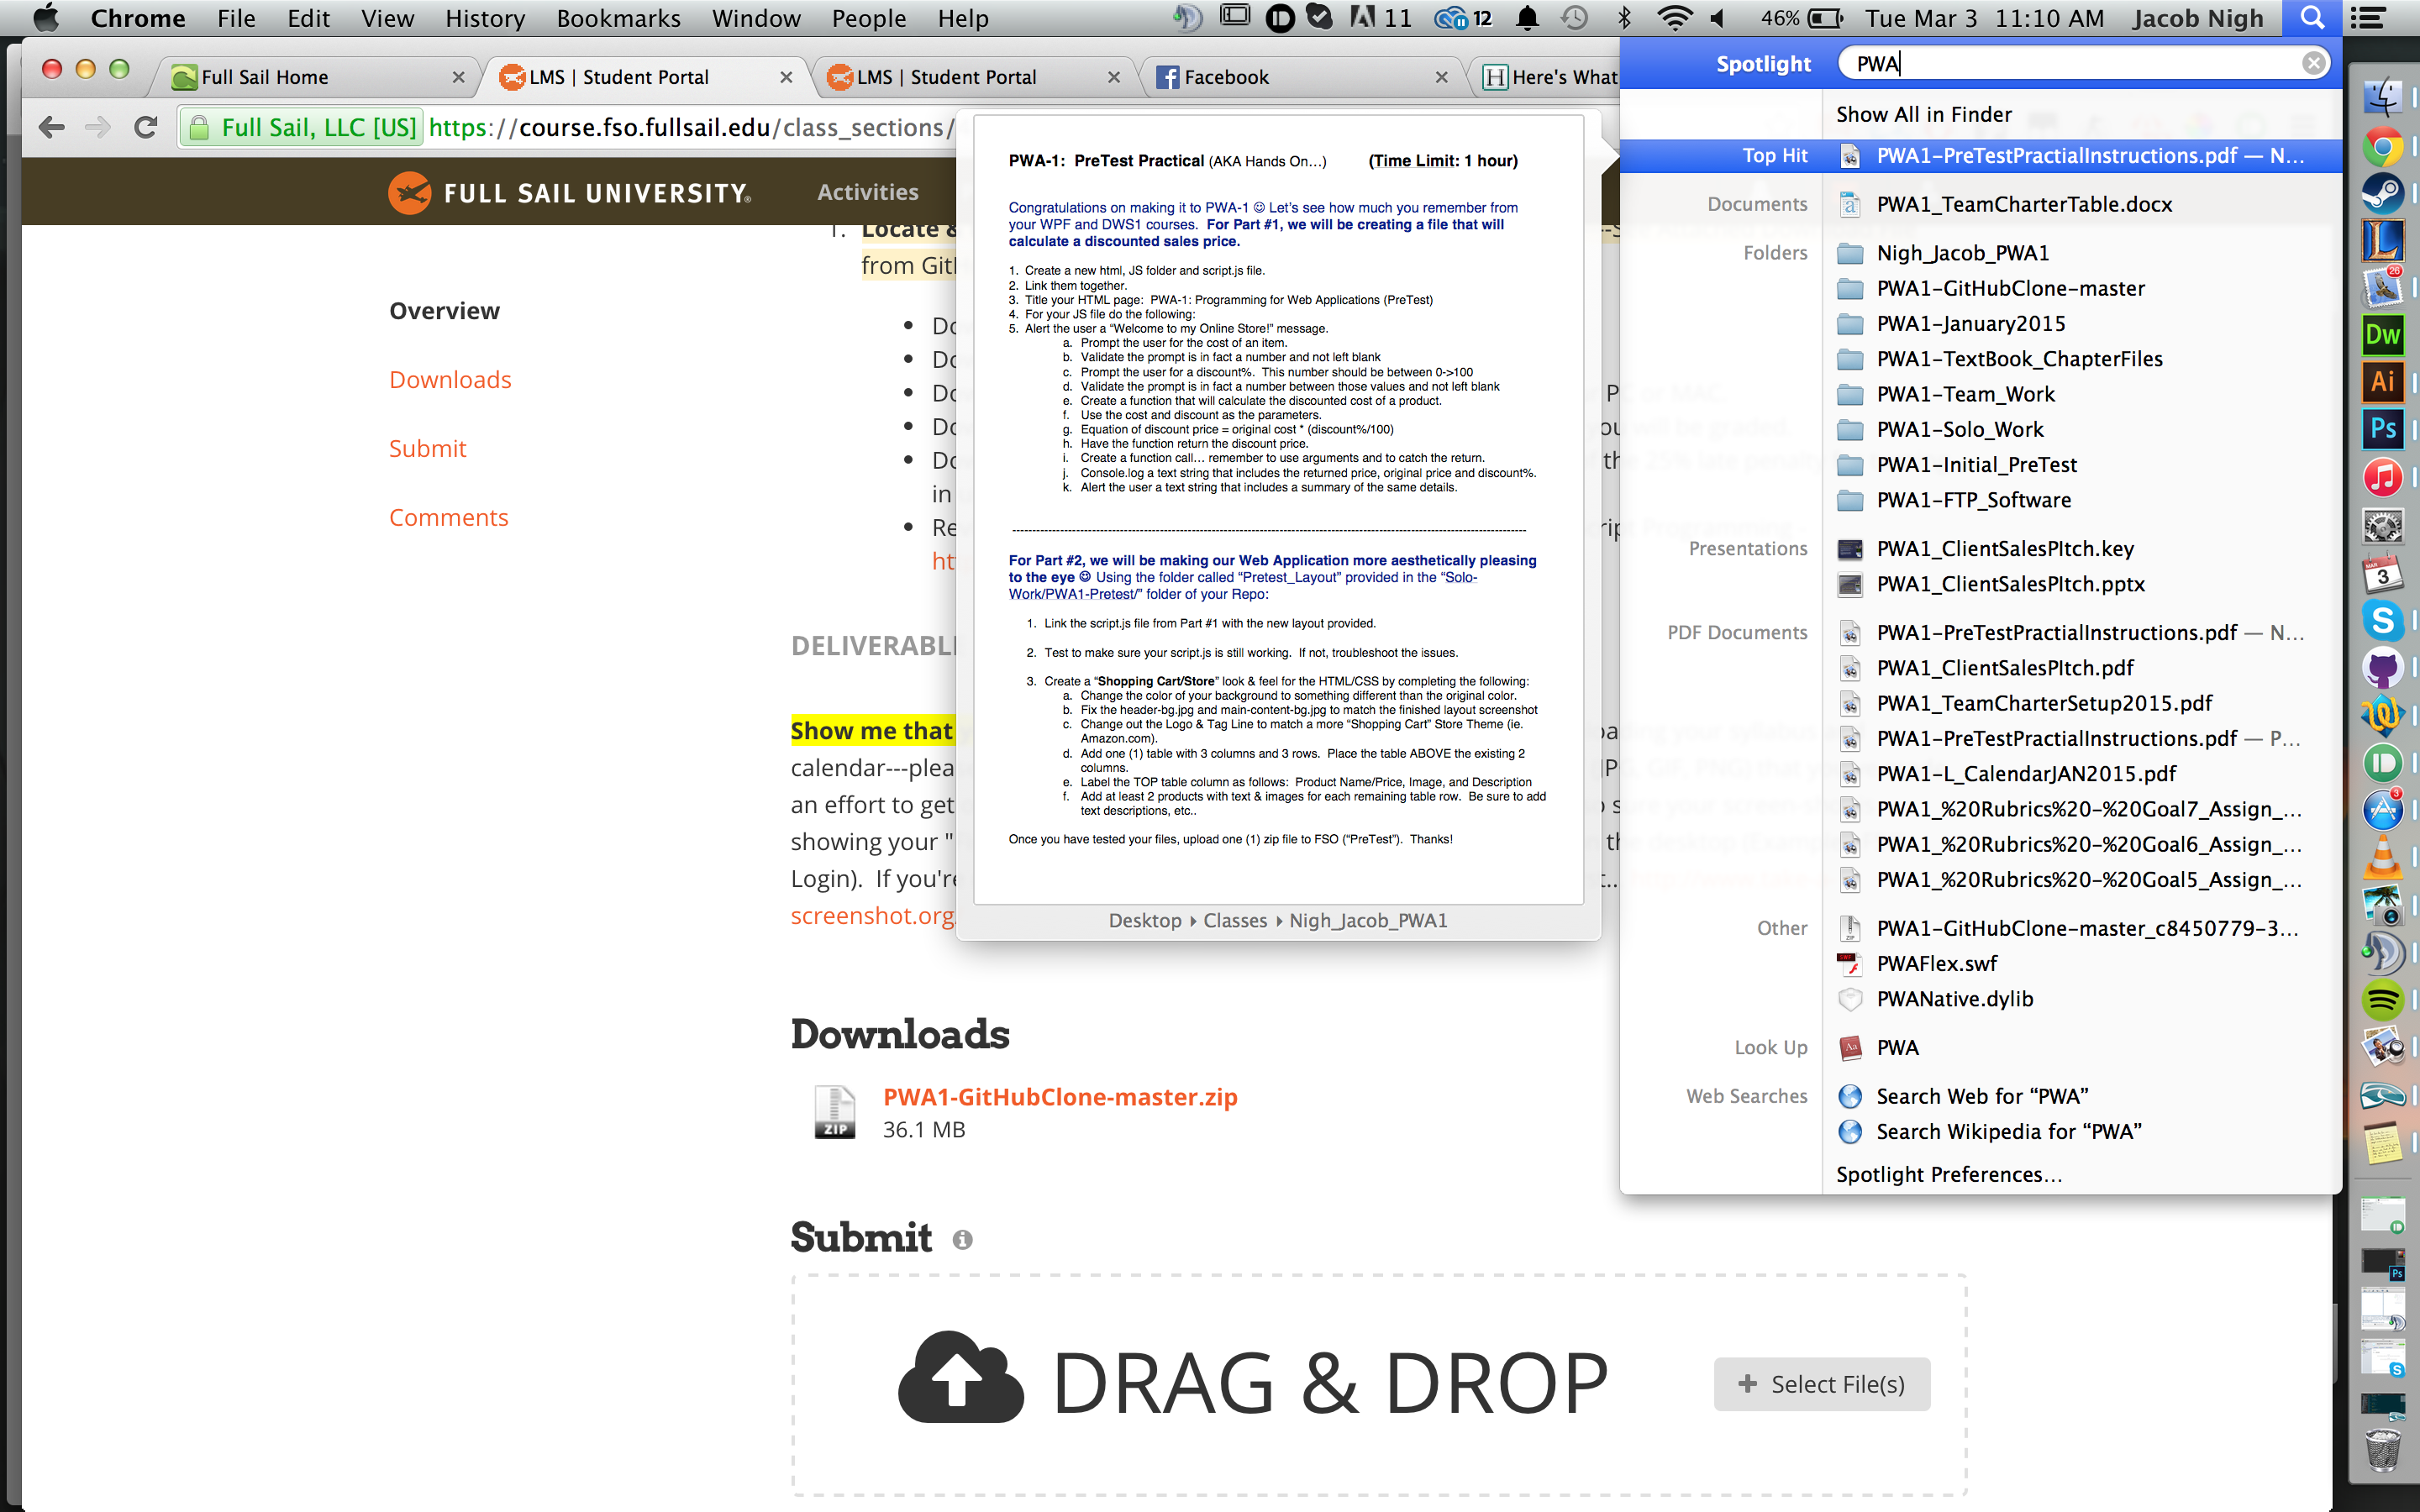 Chrome File Edit View History Bookmarks Window People Help 11 12 46% Tue Mar 3 11:10 AM Jacob Nigh
Full Sail Home
LMS | Student Portal
LMS | Student Portal
Facebook
Here's What
Full Sail, LLC [US] https://course.fso.fullsail.edu/class_sections/
FULL SAIL UNIVERSITY®
Activities
Overview
Downloads
Submit
Comments
1. Locate &
from Git
in
DELIVERABL
Show me that
calendar---plea
an effort to get
showing your "
Login). If you're
screenshot.org
PWA-1: PreTest Practical (AKA Hands On…) (Time Limit: 1 hour)
Congratulations on making it to PWA-1 ☺ Let's see how much you remember from
your WPF and DWS1 courses. For Part #1, we will be creating a file that will
calculate a discounted sales price.
1. Create a new html, JS folder and script.js file.
2. Link them together.
3. Title your HTML page: PWA-1: Programming for Web Applications (PreTest)
4. For your JS file do the following:
5. Alert the user a “Welcome to my Online Store!” message.
a. Prompt the user for the cost of an item.
b. Validate the prompt is in fact a number and not left blank
c. Prompt the user for a discount%. This number should be between 0->100
d. Validate the prompt is in fact a number between those values and not left blank
e. Create a function that will calculate the discounted cost of a product.
f. Use the cost and discount as the parameters.
g. Equation of discount price = original cost * (discount%/100)
h. Have the function return the discount price.
i. Create a function call… remember to use arguments and to catch the return.
j. Console.log a text string that includes the returned price, original price and discount%.
k. Alert the user a text string that includes a summary of the same details.
For Part #2, we will be making our Web Application more aesthetically pleasing
to the eye ☺ Using the folder called “Pretest_Layout” provided in the “Solo-
Work/PWA1-Pretest/” folder of your Repo:
1. Link the script.js file from Part #1 with the new layout provided.
2. Test to make sure your script.js is still working. If not, troubleshoot the issues.
3. Create a “Shopping Cart/Store” look & feel for the HTML/CSS by completing the following:
a. Change the color of your background to something different than the original color.
b. Fix the header-bg.jpg and main-content-bg.jpg to match the finished layout screenshot
c. Change out the Logo & Tag Line to match a more “Shopping Cart” Store Theme (ie.
Amazon.com).
d. Add one (1) table with 3 columns and 3 rows. Place the table ABOVE the existing 2
columns.
e. Label the TOP table column as follows: Product Name/Price, Image, and Description
f. Add at least 2 products with text & images for each remaining table row. Be sure to add
text descriptions, etc..
Once you have tested your files, upload one (1) zip file to FSO (“PreTest”). Thanks!
Desktop ▸ Classes ▸ Nigh_Jacob_PWA1
Downloads
PWA1-GitHubClone-master.zip
36.1 MB
ZIP
Submit
DRAG & DROP
+ Select File(s)
Spotlight PWA
Show All in Finder
Top Hit PWA1-PreTestPractialInstructions.pdf — N...
Documents PWA1_TeamCharterTable.docx
Folders Nigh_Jacob_PWA1
PWA1-GitHubClone-master
PWA1-January2015
PWA1-TextBook_ChapterFiles
PWA1-Team_Work
PWA1-Solo_Work
PWA1-Initial_PreTest
PWA1-FTP_Software
Presentations PWA1_ClientSalesPItch.key
PWA1_ClientSalesPItch.pptx
PDF Documents PWA1-PreTestPractialInstructions.pdf — N...
PWA1_ClientSalesPItch.pdf
PWA1_TeamCharterSetup2015.pdf
PWA1-PreTestPractialInstructions.pdf — P...
PWA1-L_CalendarJAN2015.pdf
PWA1_%20Rubrics%20-%20Goal7_Assign_...
PWA1_%20Rubrics%20-%20Goal6_Assign_...
PWA1_%20Rubrics%20-%20Goal5_Assign_...
Other PWA1-GitHubClone-master_c8450779-3...
PWAFlex.swf
PWANative.dylib
Look Up PWA
Web Searches Search Web for “PWA”
Search Wikipedia for “PWA”
Spotlight Preferences...
26
Dw
Ai
Ps
MAR
3
S
3